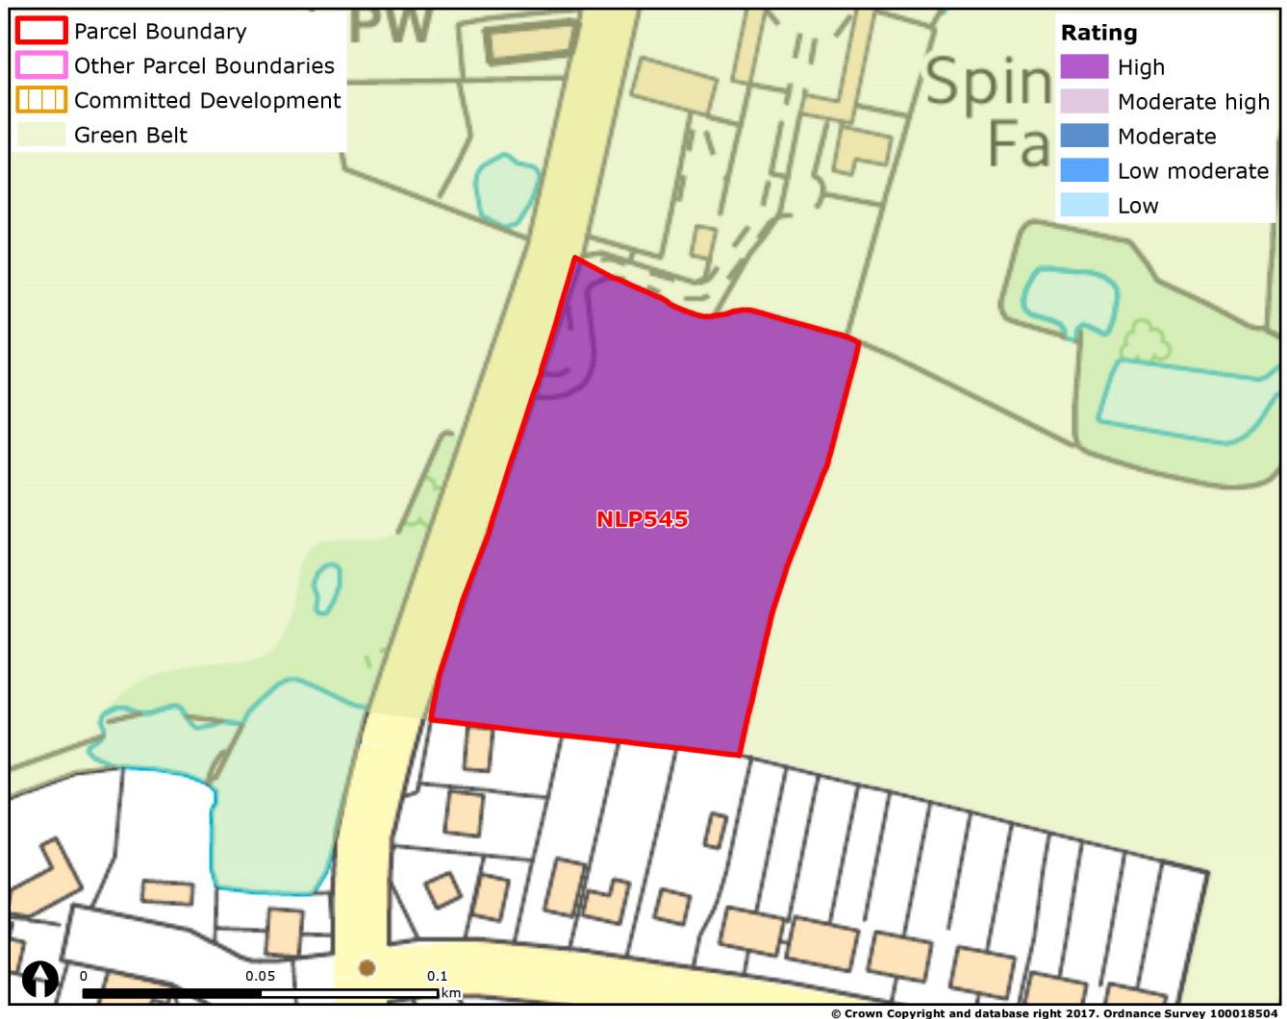 Parcel Boundary
Other Parcel Boundaries
Committed Development
Green Belt
PW
Spin
Fa
Rating
High
Moderate high
Moderate
Low moderate
Low
NLP545
0 0.05 0.1
km
© Crown Copyright and database right 2017. Ordnance Survey 100018504